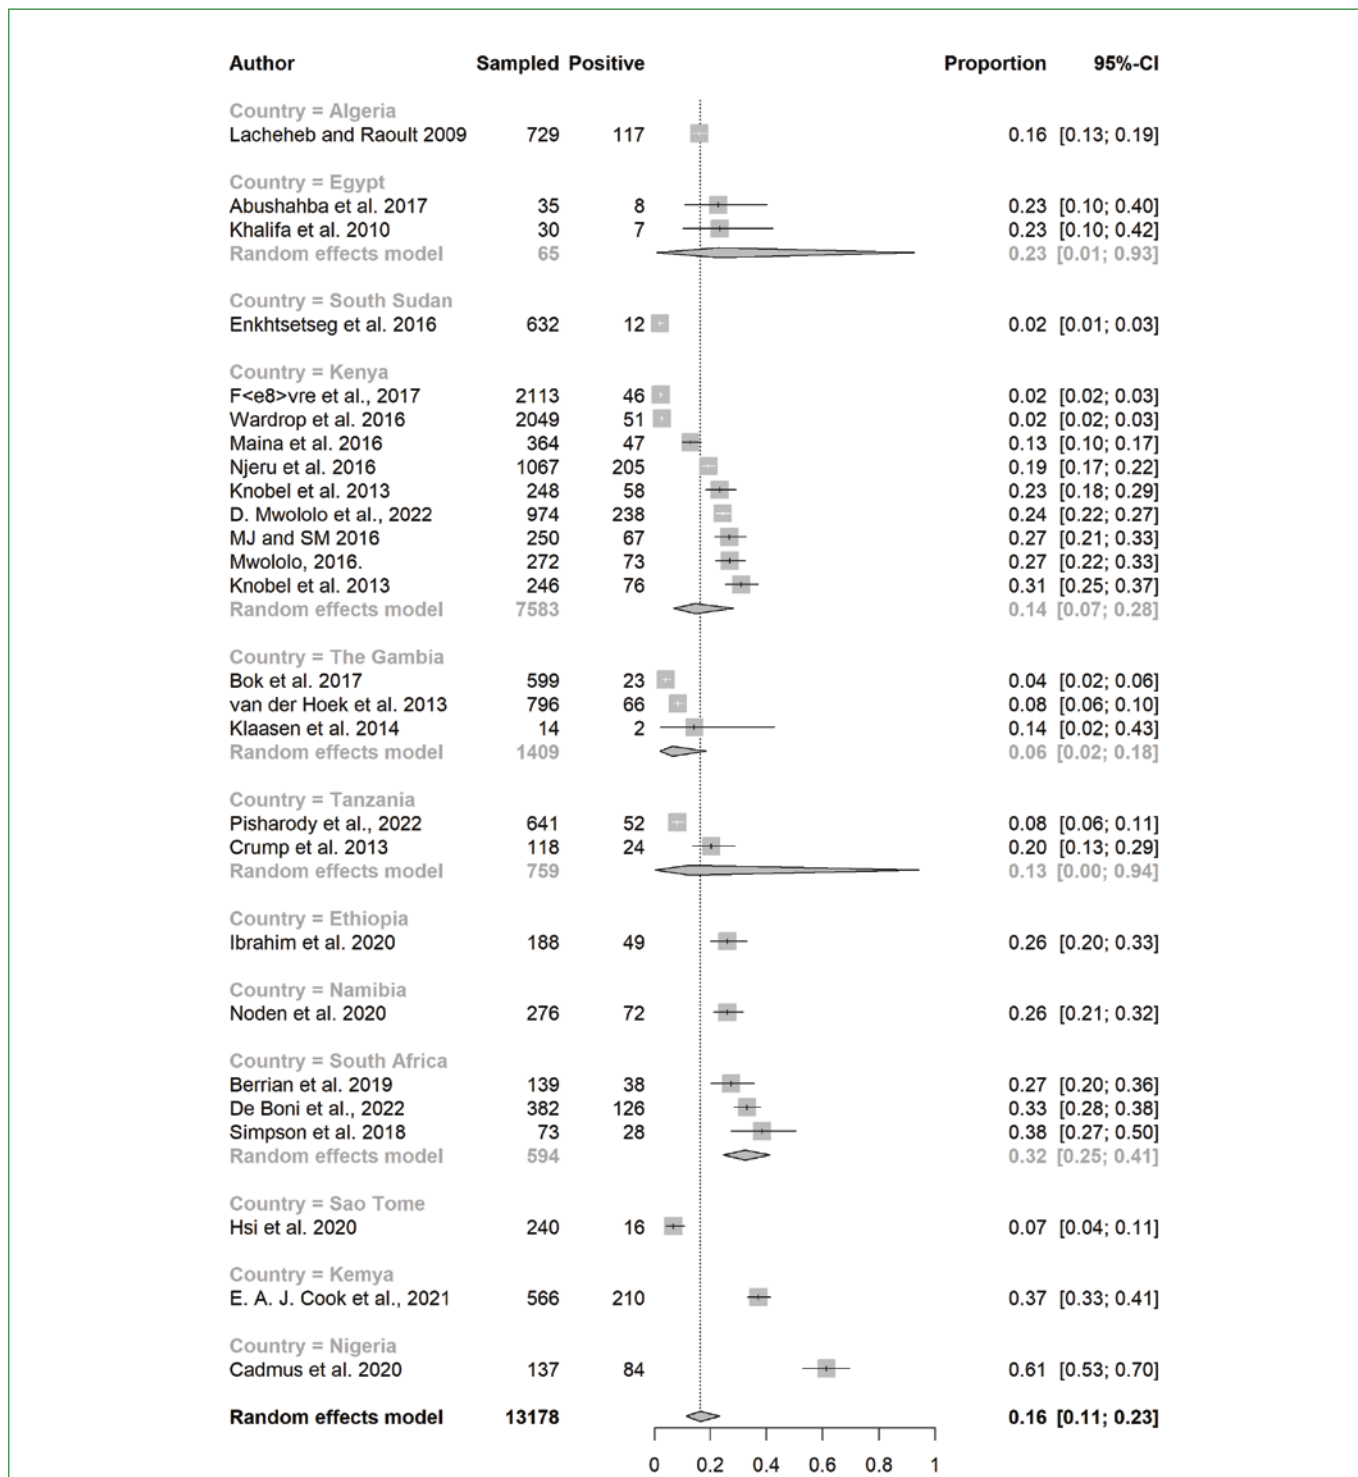 Author Sampled Positive Proportion 95%-CI
Country = Algeria
Lacheheb and Raoult 2009 729 117 0.16 [0.13; 0.19]
Country = Egypt
Abushahba et al. 2017 35 8 0.23 [0.10; 0.40]
Khalifa et al. 2010 30 7 0.23 [0.10; 0.42]
Random effects model 65 0.23 [0.01; 0.93]
Country = South Sudan
Enkhtsetseg et al. 2016 632 12 0.02 [0.01; 0.03]
Country = Kenya
F<e8>vre et al., 2017 2113 46 0.02 [0.02; 0.03]
Wardrop et al. 2016 2049 51 0.02 [0.02; 0.03]
Maina et al. 2016 364 47 0.13 [0.10; 0.17]
Njeru et al. 2016 1067 205 0.19 [0.17; 0.22]
Knobel et al. 2013 248 58 0.23 [0.18; 0.29]
D. Mwololo et al., 2022 974 238 0.24 [0.22; 0.27]
MJ and SM 2016 250 67 0.27 [0.21; 0.33]
Mwololo, 2016. 272 73 0.27 [0.22; 0.33]
Knobel et al. 2013 246 76 0.31 [0.25; 0.37]
Random effects model 7583 0.14 [0.07; 0.28]
Country = The Gambia
Bok et al. 2017 599 23 0.04 [0.02; 0.06]
van der Hoek et al. 2013 796 66 0.08 [0.06; 0.10]
Klaasen et al. 2014 14 2 0.14 [0.02; 0.43]
Random effects model 1409 0.06 [0.02; 0.18]
Country = Tanzania
Pisharody et al., 2022 641 52 0.08 [0.06; 0.11]
Crump et al. 2013 118 24 0.20 [0.13; 0.29]
Random effects model 759 0.13 [0.00; 0.94]
Country = Ethiopia
Ibrahim et al. 2020 188 49 0.26 [0.20; 0.33]
Country = Namibia
Noden et al. 2020 276 72 0.26 [0.21; 0.32]
Country = South Africa
Berrian et al. 2019 139 38 0.27 [0.20; 0.36]
De Boni et al., 2022 382 126 0.33 [0.28; 0.38]
Simpson et al. 2018 73 28 0.38 [0.27; 0.50]
Random effects model 594 0.32 [0.25; 0.41]
Country = Sao Tome
Hsi et al. 2020 240 16 0.07 [0.04; 0.11]
Country = Kemya
E. A. J. Cook et al., 2021 566 210 0.37 [0.33; 0.41]
Country = Nigeria
Cadmus et al. 2020 137 84 0.61 [0.53; 0.70]
Random effects model 13178 0.16 [0.11; 0.23]
0 0.2 0.4 0.6 0.8 1